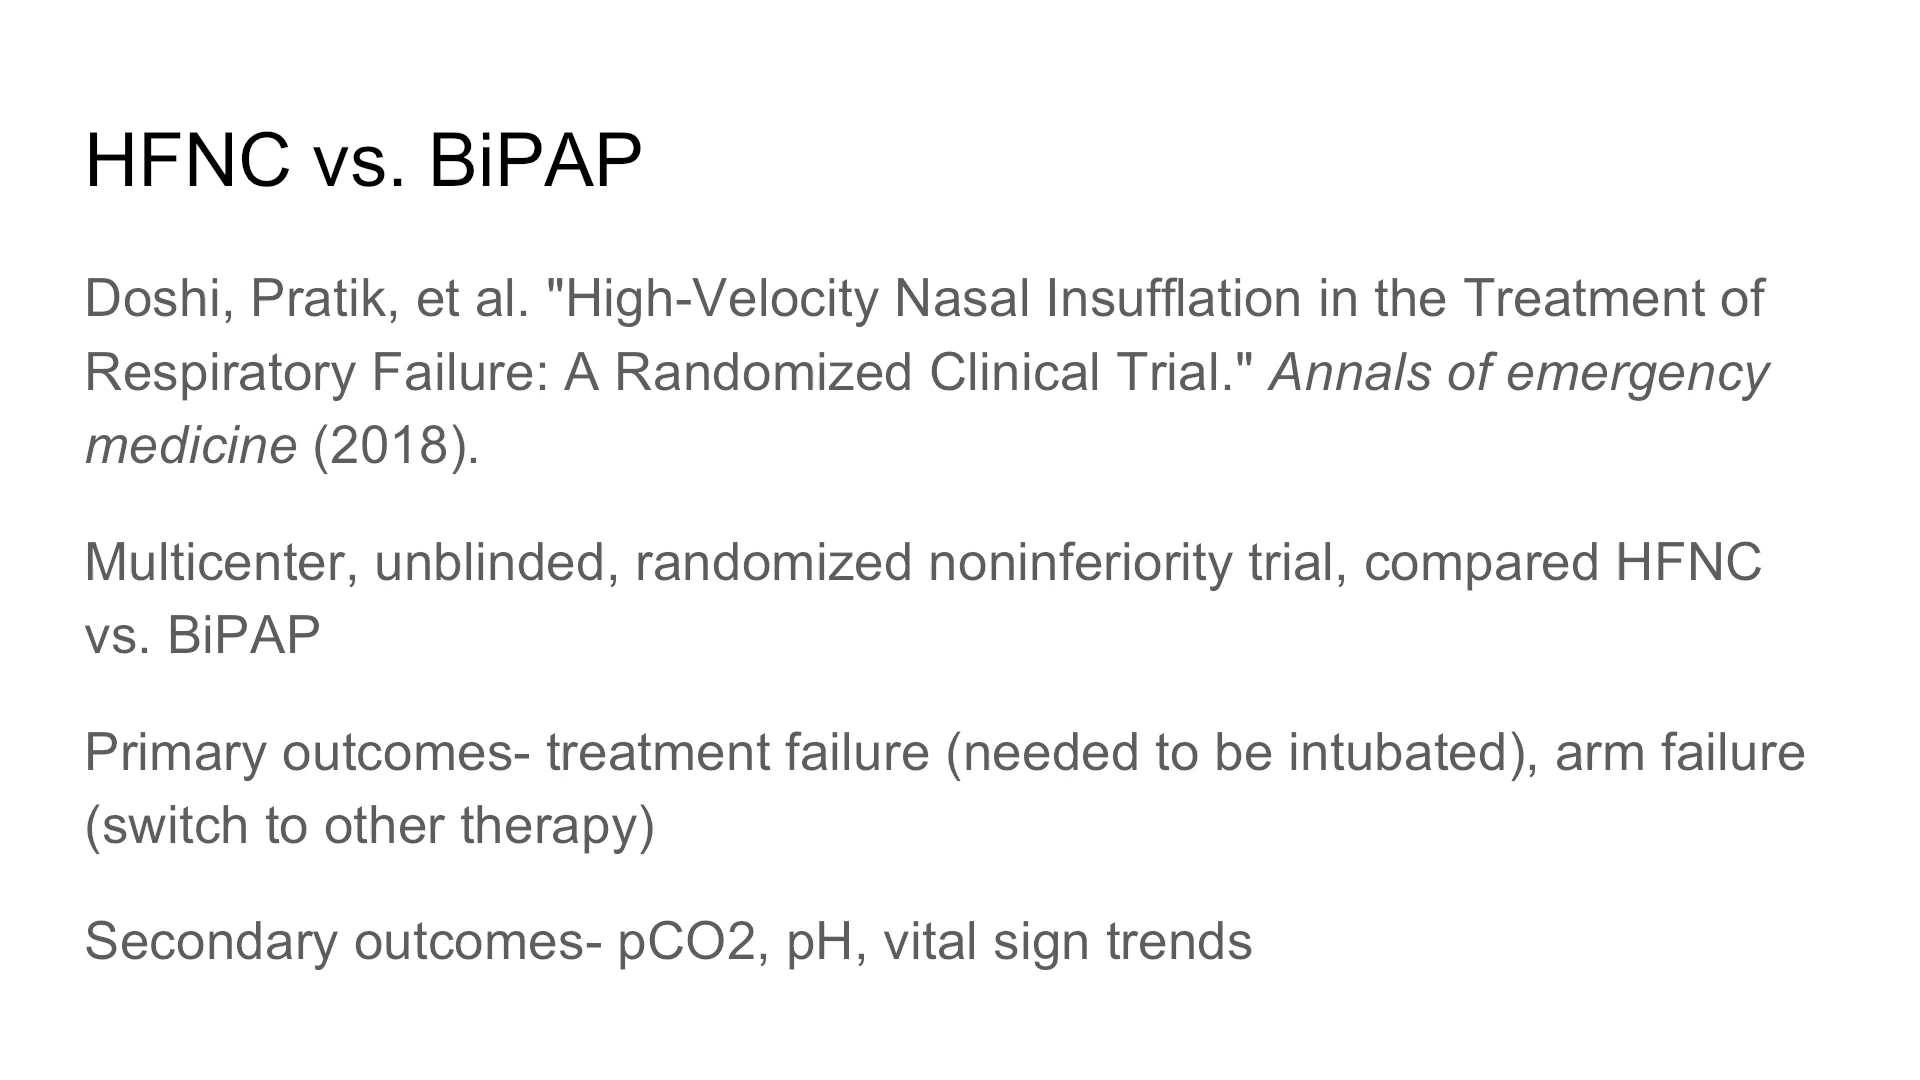 HFNC vs. BiPAP
Doshi, Pratik, et al. "High-Velocity Nasal Insufflation in the Treatment of
Respiratory Failure: A Randomized Clinical Trial." Annals of emergency
medicine (2018).
Multicenter, unblinded, randomized noninferiority trial, compared HFNC
vs. BiPAP
Primary outcomes- treatment failure (needed to be intubated), arm failure
(switch to other therapy)
Secondary outcomes- pCO2, pH, vital sign trends